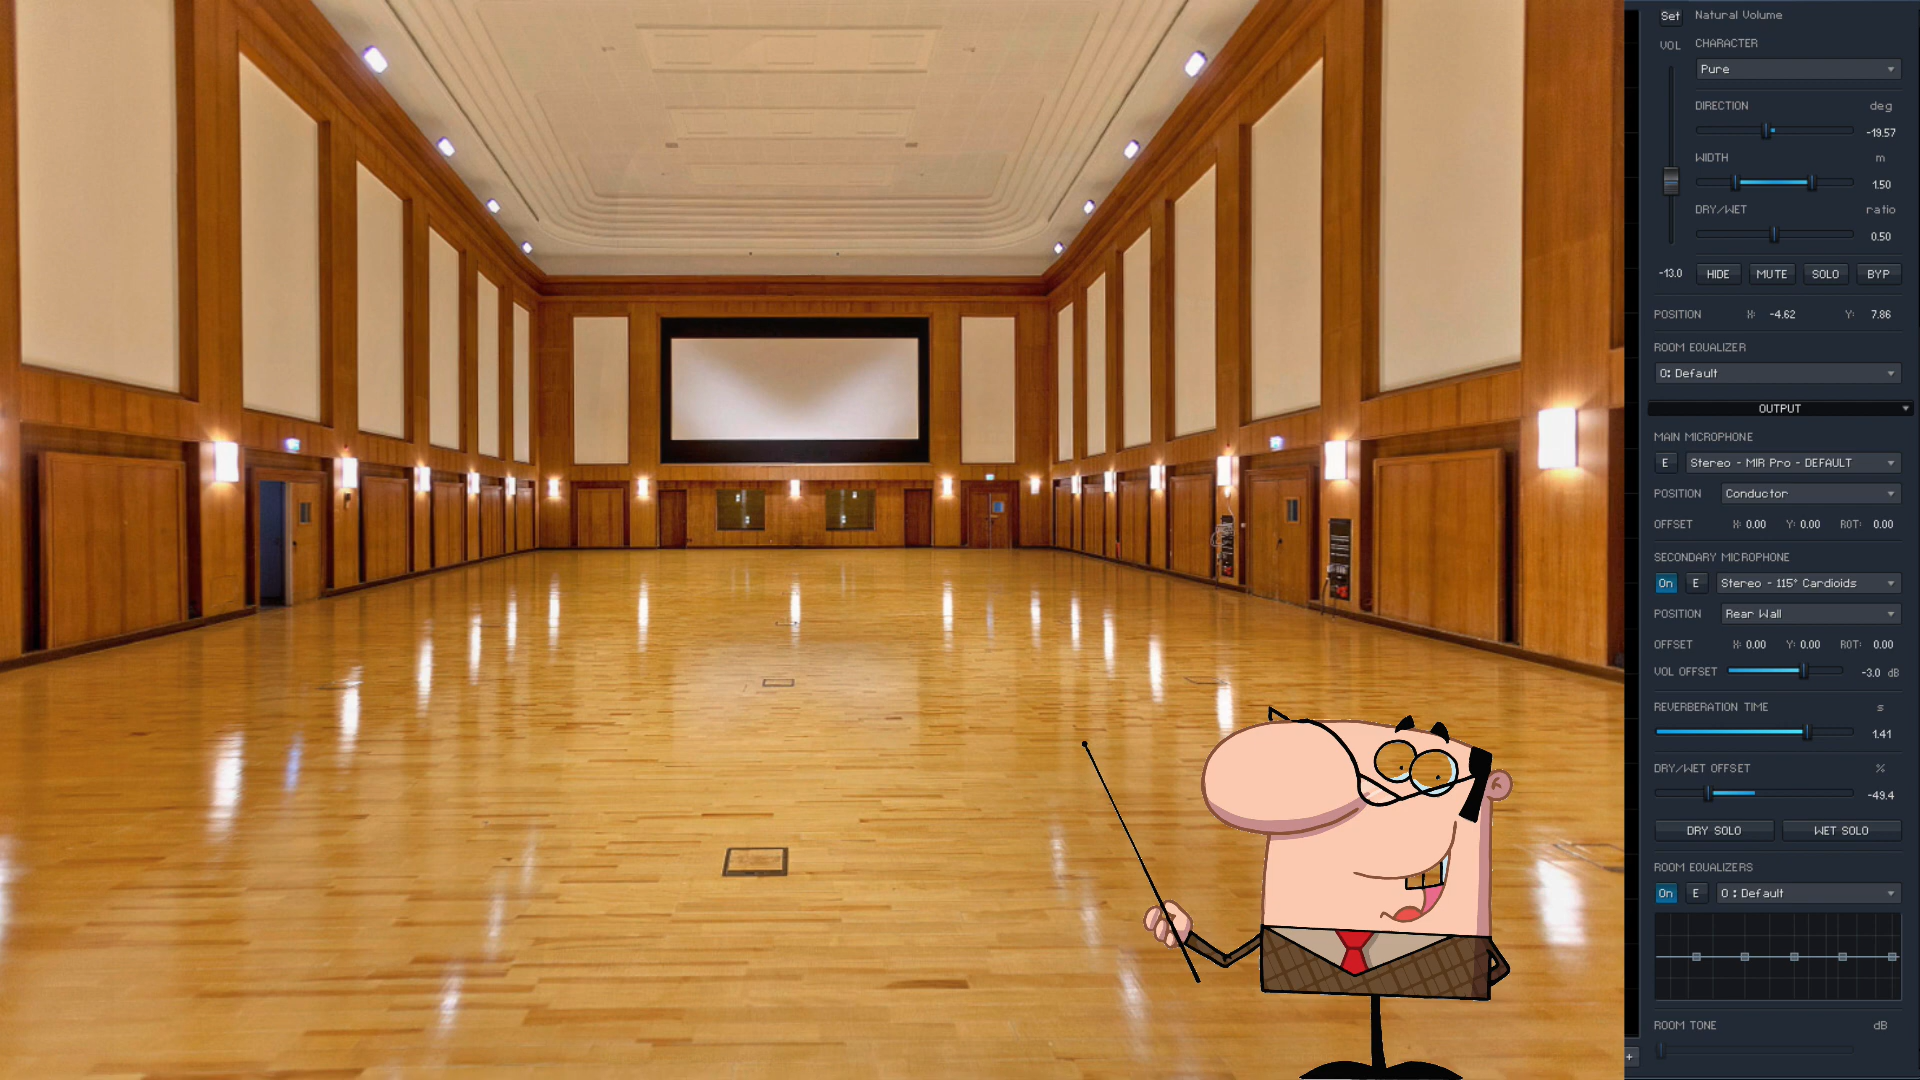 Set Natural Volume
VOL CHARACTER
Pure
DIRECTION deg
-19.57
WIDTH m
1.50
DRY/WET ratio
0.50
-13.0 HIDE MUTE SOLO BYP
POSITION X: -4.62 Y: 7.86
ROOM EQUALIZER
0: Default
OUTPUT
MAIN MICROPHONE
E Stereo - MIR Pro - DEFAULT
POSITION Conductor
OFFSET X: 0.00 Y: 0.00 ROT: 0.00
SECONDARY MICROPHONE
On E Stereo - 115° Cardioids
POSITION Rear Wall
OFFSET X: 0.00 Y: 0.00 ROT: 0.00
VOL OFFSET -3.0 dB
REVERBERATION TIME s
1.41
DRY/WET OFFSET %
-49.4
DRY SOLO WET SOLO
ROOM EQUALIZERS
On E 0 : Default
ROOM TONE dB
+